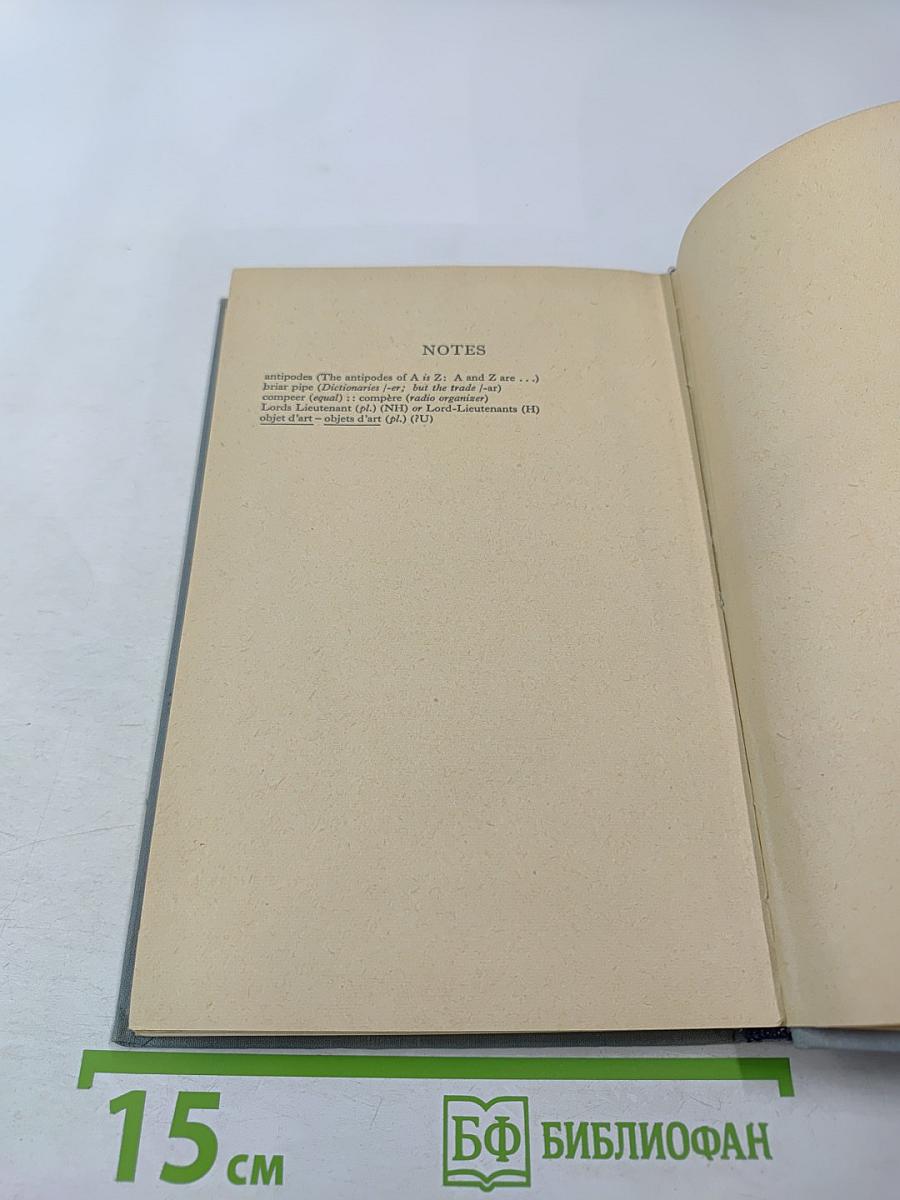 NOTES
antipodes (The antipodes of A is Z: A and Z are . . .)
briar pipe (Dictionaries /-er; but the trade /-ar)
compeer (equal) : : compère (radio organizer)
Lords Lieutenant (pl.) (NH) or Lord-Lieutenants (H)
objet d'art – objets d'art (pl.) (?U)
15 см
БФ БИБЛИОФАН